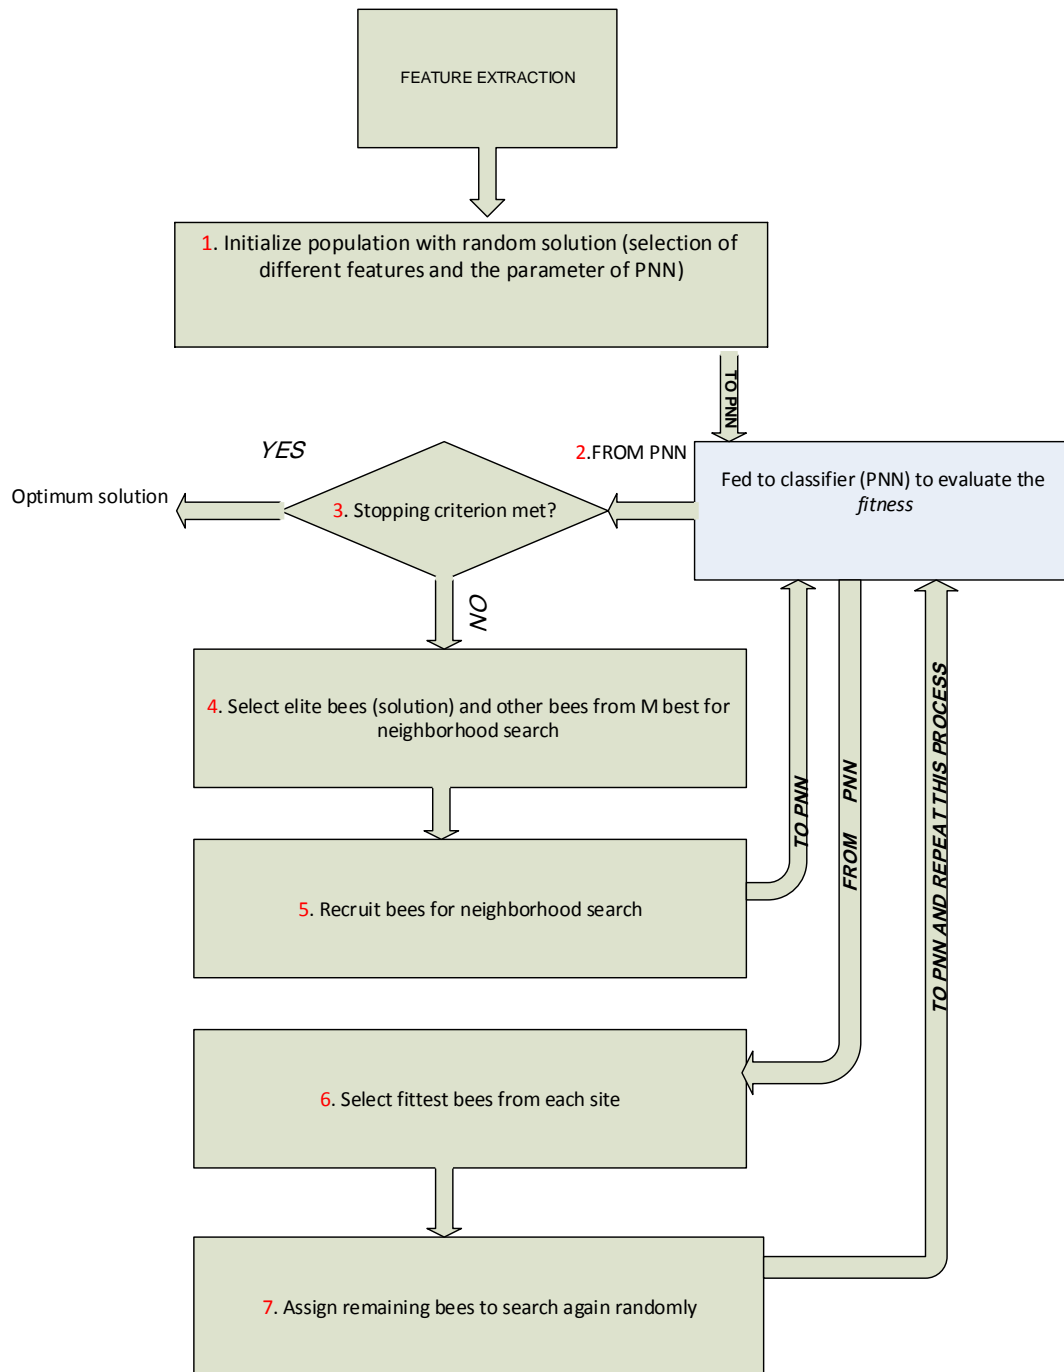 FEATURE EXTRACTION
1. Initialize population with random solution (selection of
different features and the parameter of PNN)
TO PNN
YES
2.FROM PNN
Fed to classifier (PNN) to evaluate the
fitness
Optimum solution
3. Stopping criterion met?
NO
4. Select elite bees (solution) and other bees from M best for
neighborhood search
TO PNN
FROM PNN
TO PNN AND REPEAT THIS PROCESS
5. Recruit bees for neighborhood search
6. Select fittest bees from each site
7. Assign remaining bees to search again randomly